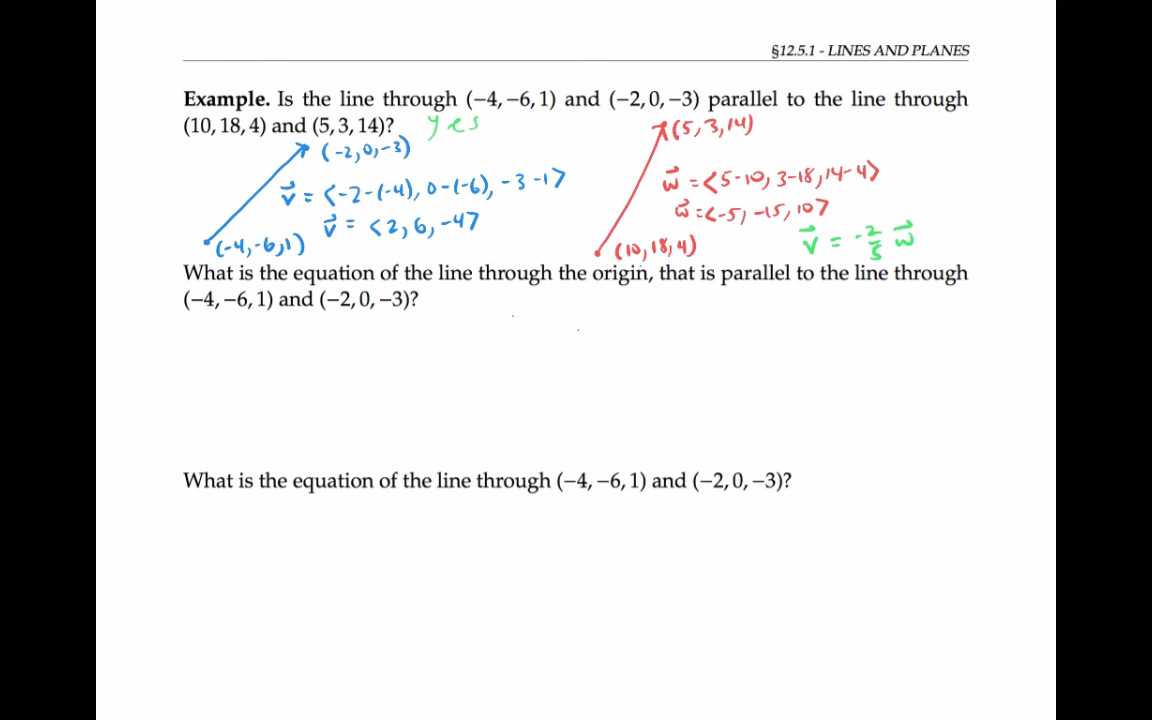 §12.5.1 - LINES AND PLANES
Example. Is the line through (−4, −6, 1) and (−2, 0, −3) parallel to the line through
(10, 18, 4) and (5, 3, 14)? yes
(-2, 0, -3)
v⃗ = <-2-(-4), 0-(-6), -3-1>
v⃗ = <2, 6, -4>
(-4, -6, 1)
(5, 3, 14)
w⃗ = <5-10, 3-18, 14-4>
w⃗ = <-5, -15, 10>
(10, 18, 4)
v⃗ = -2/5 w⃗
What is the equation of the line through the origin, that is parallel to the line through
(−4, −6, 1) and (−2, 0, −3)?
What is the equation of the line through (−4, −6, 1) and (−2, 0, −3)?